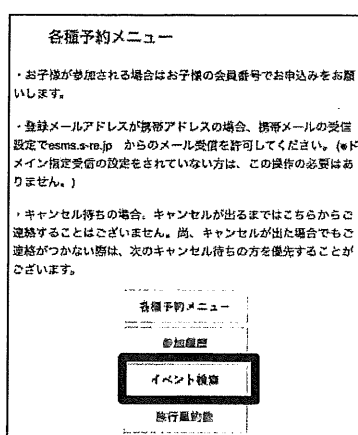 各種予約メニュー
・お子様が参加される場合はお子様の会員番号でお申込みをお願
いします。
・登録メールアドレスが携帯アドレスの場合、携帯メールの受信
設定でesms.s-re.jp からのメール受信を許可してください。(※ド
メイン指定受信の設定をされていない方は、この操作の必要はあ
りません。)
・キャンセル待ちの場合、キャンセルが出るまではこちらからご
連絡することはございません。尚、キャンセルが出た場合でもご
連絡がつかない際は、次のキャンセル待ちの方を優先することが
ございます。
各種予約メニュー
参加履歴
イベント検索